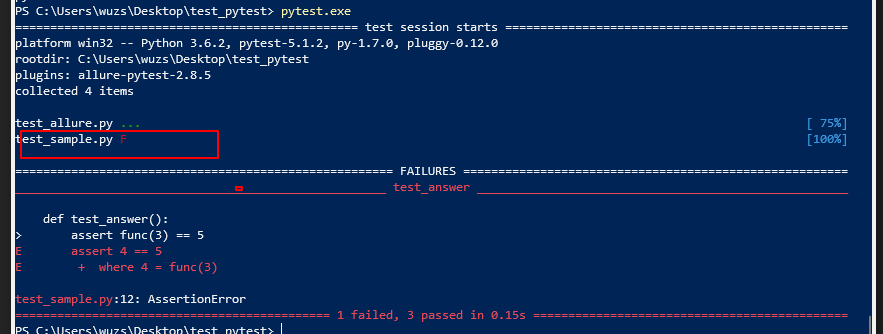 PS C:\Users\wuzs\Desktop\test_pytest> pytest.exe
================================================= test session starts =================================================
platform win32 -- Python 3.6.2, pytest-5.1.2, py-1.7.0, pluggy-0.12.0
rootdir: C:\Users\wuzs\Desktop\test_pytest
plugins: allure-pytest-2.8.5
collected 4 items
test_allure.py ... [ 75%]
test_sample.py F [100%]
====================================================== FAILURES =======================================================
_____________________________________________________ test_answer _____________________________________________________
def test_answer():
> assert func(3) == 5
E assert 4 == 5
E + where 4 = func(3)
test_sample.py:12: AssertionError
============================================= 1 failed, 3 passed in 0.15s =============================================
PS C:\Users\wuzs\Desktop\test_pytest>